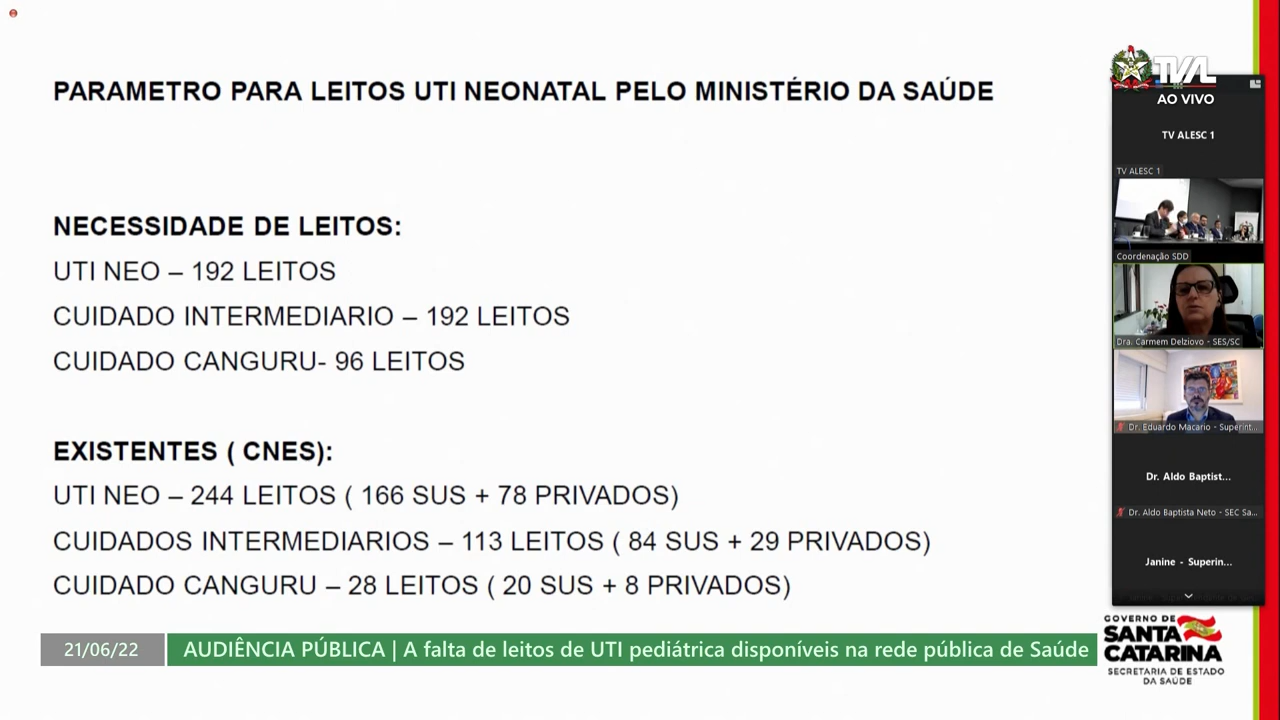 PARAMETRO PARA LEITOS UTI NEONATAL PELO MINISTÉRIO DA SAÚDE
NECESSIDADE DE LEITOS:
UTI NEO – 192 LEITOS
CUIDADO INTERMEDIARIO – 192 LEITOS
CUIDADO CANGURU- 96 LEITOS
EXISTENTES ( CNES):
UTI NEO – 244 LEITOS ( 166 SUS + 78 PRIVADOS)
CUIDADOS INTERMEDIARIOS – 113 LEITOS ( 84 SUS + 29 PRIVADOS)
CUIDADO CANGURU – 28 LEITOS ( 20 SUS + 8 PRIVADOS)
21/06/22
AUDIÊNCIA PÚBLICA | A falta de leitos de UTI pediátrica disponíveis na rede pública de Saúde
TVAL
AO VIVO
TV ALESC 1
TV ALESC 1
Coordenação SDD
Dra. Carmem Delziovo - SES/SC
Dr. Eduardo Macario - Superint...
Dr. Aldo Baptist...
Dr. Aldo Baptista Neto - SEC Sa...
Janine - Superin...
GOVERNO DE
SANTA
CATARINA
SECRETARIA DE ESTADO
DA SAÚDE